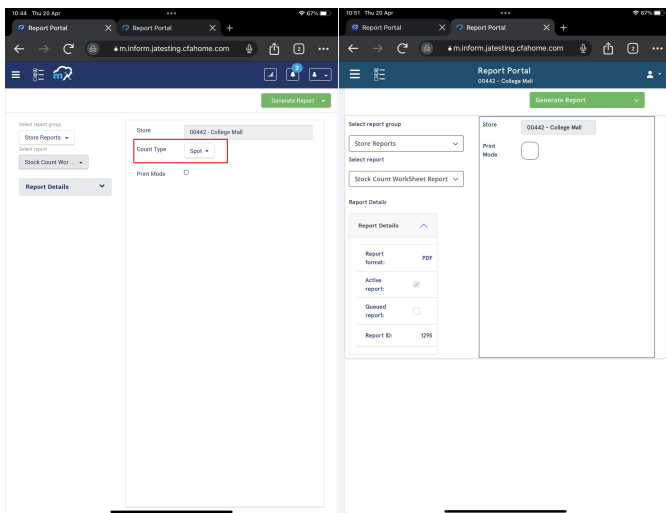 10:44 Thu 20 Apr
67%
Report Portal
Report Portal
m.inform.jatesting.cfahome.com
2
mx
2
Generate Report
Select report group
Store Reports
Select report
Stock Count Wor ...
Report Details
Store
00442 - College Mall
Count Type
Spot
Print Mode
10:51 Thu 20 Apr
67%
Report Portal
Report Portal
m.inform.jatesting.cfahome.com
2
Report Portal
00442 - College Mall
Generate Report
Select report group
Store Reports
Select report
Stock Count WorkSheet Report
Report Details
Report Details
Report
format:
PDF
Active
report:
Queued
report:
Report ID:
1295
Store
00442 - College Mall
Print
Mode